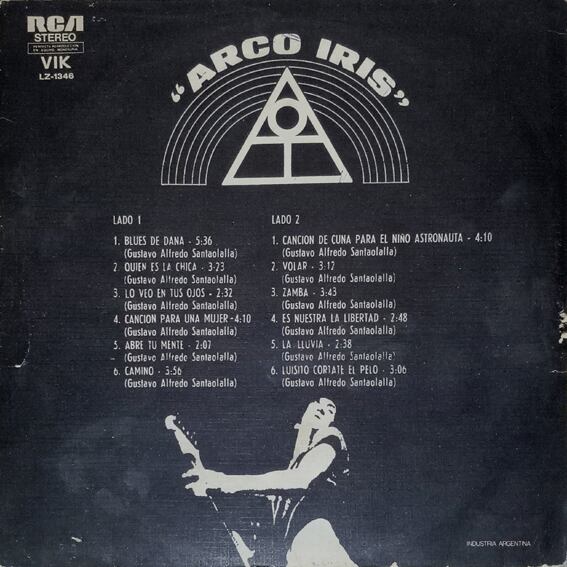 RCA
STEREO
PERFECTA REPRODUCCION
EN EQUIPO MONOAURAL
VIK
LZ-1346
"ARCO IRIS"
LADO 1
1. BLUES DE DANA - 5:36
(Gustavo Alfredo Santaolalla)
2. QUIEN ES LA CHICA - 3:23
(Gustavo Alfredo Santaolalla)
3. LO VEO EN TUS OJOS - 2:32
(Gustavo Alfredo Santaolalla)
4. CANCION PARA UNA MUJER - 4:10
(Gustavo Alfredo Santaolalla)
5. ABRE TU MENTE - 2:07
(Gustavo Alfredo Santaolalla)
6. CAMINO - 3:56
(Gustavo Alfredo Santaolalla)
LADO 2
1. CANCION DE CUNA PARA EL NIÑO ASTRONAUTA - 4:10
(Gustavo Alfredo Santaolalla)
2. VOLAR - 3:12
(Gustavo Alfredo Santaolalla)
3. ZAMBA - 3:43
(Gustavo Alfredo Santaolalla)
4. ES NUESTRA LA LIBERTAD - 2:48
(Gustavo Alfredo Santaolalla)
5. LA LLUVIA - 2:38
(Gustavo Alfredo Santaolalla)
6. LUISITO CORTATE EL PELO - 3:06
(Gustavo Alfredo Santaolalla)
INDUSTRIA ARGENTINA